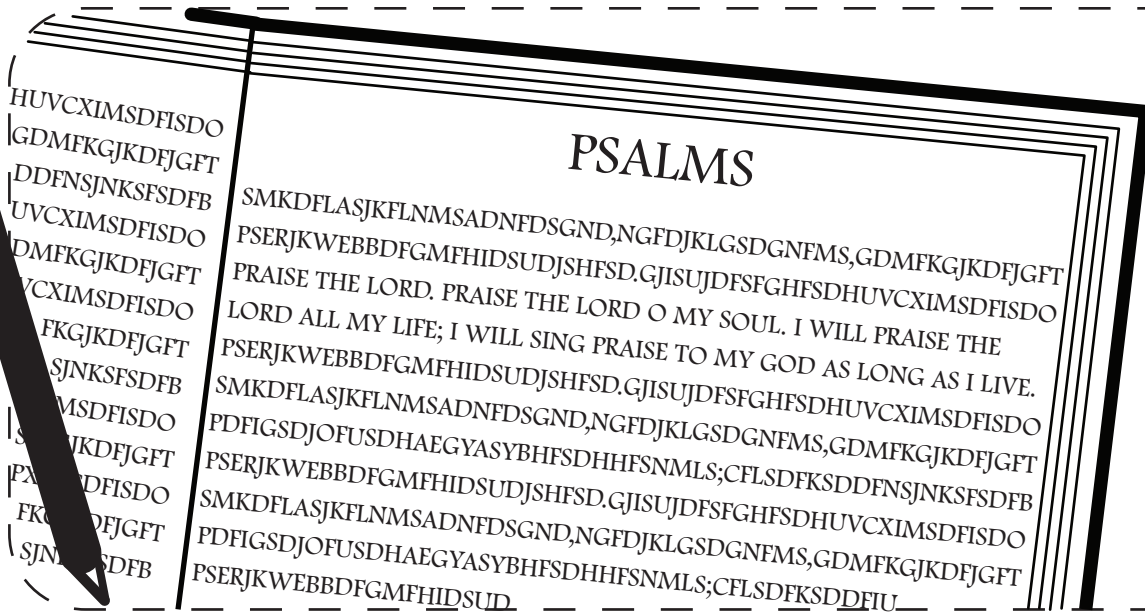 HUVCXIMSDFISDO
GDMFKGJKDFJGFT
DDFNSJNKSFSDFB
UVCXIMSDFISDO
DMFKGJKDFJGFT
VCXIMSDFISDO
FKGJKDFJGFT
SJNKSFSDFB
MSDFISDO
JKDFJGFT
DFISDO
DFJGFT
SDFB
PSALMS
SMKDFLASJKFLNMSADNFDSGND,NGFDJKLGSDGNFMS,GDMFKGJKDFJGFT
PSERJKWEBBDFGMFHIDSUDJSHFSD.GJISUJDFSFGHFSDHUVCXIMSDFISDO
PRAISE THE LORD. PRAISE THE LORD O MY SOUL. I WILL PRAISE THE
LORD ALL MY LIFE; I WILL SING PRAISE TO MY GOD AS LONG AS I LIVE.
PSERJKWEBBDFGMFHIDSUDJSHFSD.GJISUJDFSFGHFSDHUVCXIMSDFISDO
SMKDFLASJKFLNMSADNFDSGND,NGFDJKLGSDGNFMS,GDMFKGJKDFJGFT
PDFIGSDJOFUSDHAEGYASYBHFSDHHFSNMLS;CFLSDFKSDDFNSJNKSFSDFB
PSERJKWEBBDFGMFHIDSUDJSHFSD.GJISUJDFSFGHFSDHUVCXIMSDFISDO
SMKDFLASJKFLNMSADNFDSGND,NGFDJKLGSDGNFMS,GDMFKGJKDFJGFT
PDFIGSDJOFUSDHAEGYASYBHFSDHHFSNMLS;CFLSDFKSDDFIU
PSERJKWEBBDFGMFHIDSUD